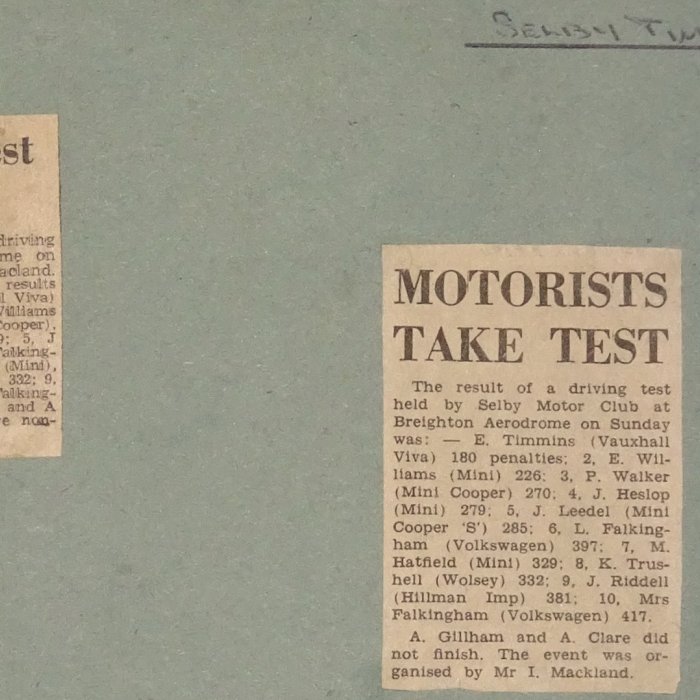 SELBY
est
driving
me on
acland.
results
l Viva)
Williams
Cooper),
9; 5, J
Falking-
(Mini),
332; 9,
Falking-
and A
re non-
MOTORISTS
TAKE TEST
The result of a driving test
held by Selby Motor Club at
Breighton Aerodrome on Sunday
was: — E. Timmins (Vauxhall
Viva) 180 penalties; 2, E. Wil-
liams (Mini) 226; 3, P. Walker
(Mini Cooper) 270; 4, J. Heslop
(Mini) 279; 5, J. Leedel (Mini
Cooper 'S') 285; 6, L. Falking-
ham (Volkswagen) 397; 7, M.
Hatfield (Mini) 329; 8, K. Trus-
hell (Wolsey) 332; 9, J. Riddell
(Hillman Imp) 381; 10, Mrs
Falkingham (Volkswagen) 417.
A. Gillham and A. Clare did
not finish. The event was or-
ganised by Mr I. Mackland.